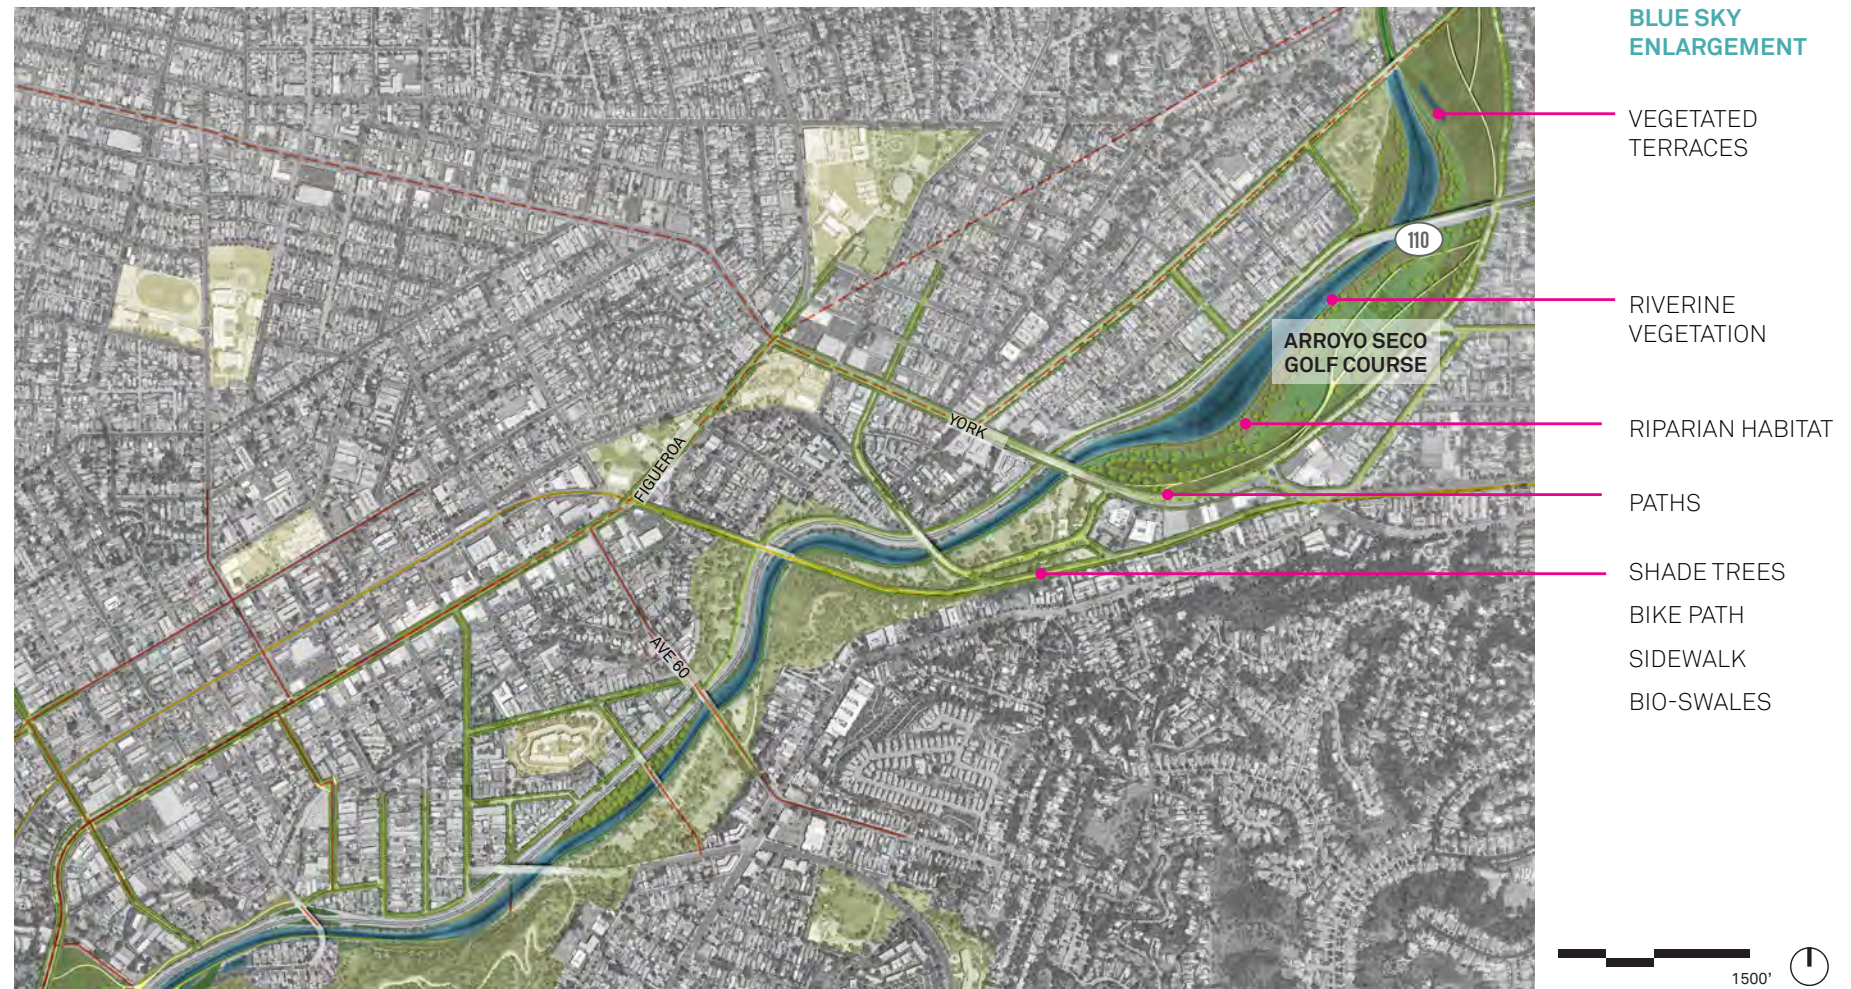 BLUE SKY
ENLARGEMENT
VEGETATED
TERRACES
110
RIVERINE
VEGETATION
ARROYO SECO
GOLF COURSE
RIPARIAN HABITAT
YORK
FIGUEROA
PATHS
SHADE TREES
BIKE PATH
AVE 60
SIDEWALK
BIO-SWALES
1500'